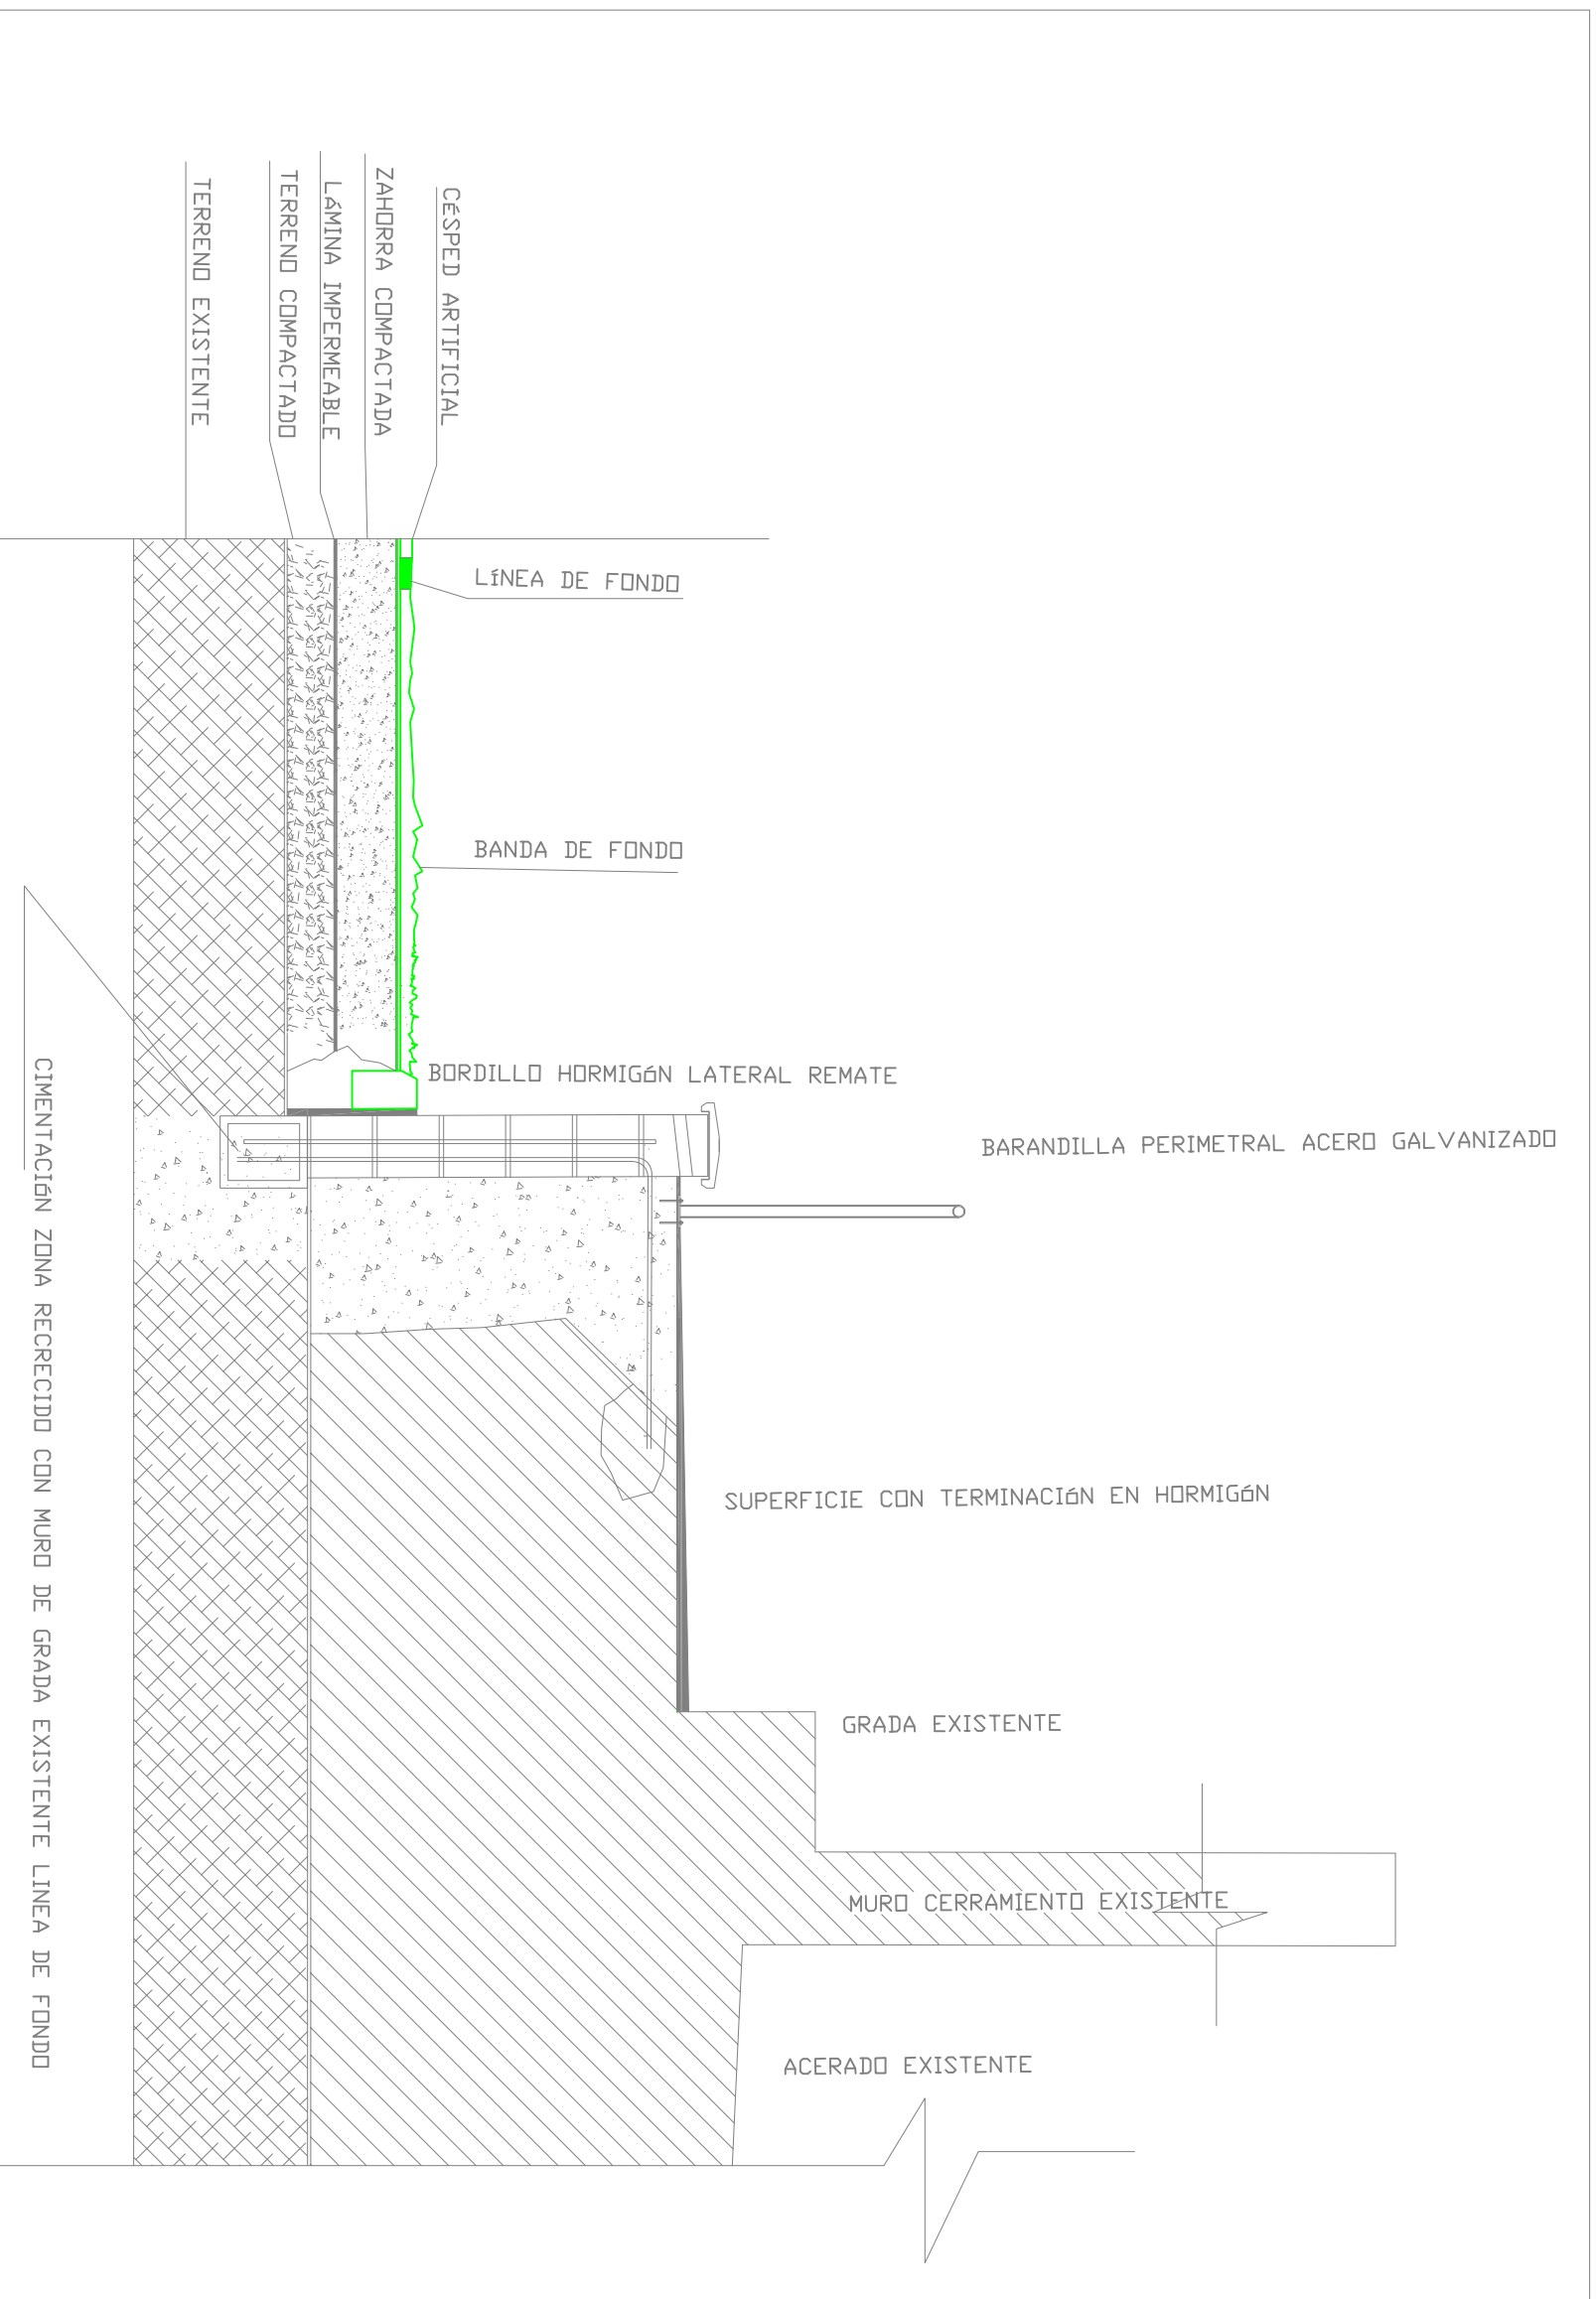 CÉSPED ARTIFICIAL
ZAHORRA COMPACTADA
LÁMINA IMPERMEABLE
TERRENO COMPACTADO
TERRENO EXISTENTE
LÍNEA DE FONDO
BANDA DE FONDO
BORDILLO HORMIGÓN LATERAL REMATE
BARANDILLA PERIMETRAL ACERO GALVANIZADO
SUPERFICIE CON TERMINACIÓN EN HORMIGÓN
GRADA EXISTENTE
MURO CERRAMIENTO EXISTENTE
ACERADO EXISTENTE
CIMENTACIÓN ZONA RECRECIDO CON MURO DE GRADA EXISTENTE LINEA DE FONDO